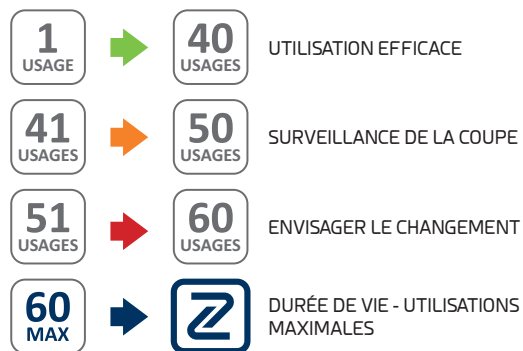 1 USAGE 40 USAGES UTILISATION EFFICACE
41 USAGES 50 USAGES SURVEILLANCE DE LA COUPE
51 USAGES 60 USAGES ENVISAGER LE CHANGEMENT
60 MAX Z DURÉE DE VIE - UTILISATIONS
MAXIMALES